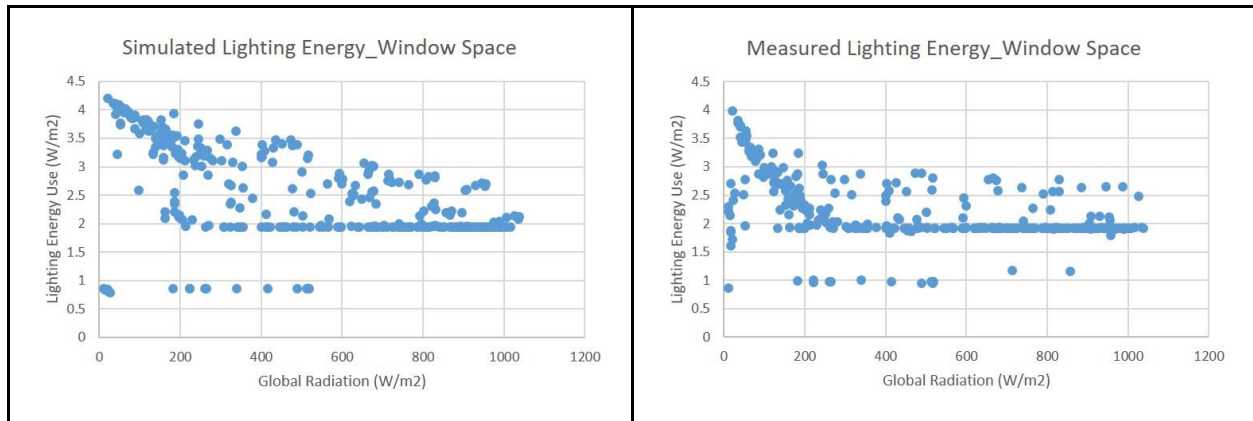 Simulated Lighting Energy_Window Space
4.5
4
3.5
3
2.5
2
1.5
1
0.5
0
Lighting Energy Use (W/m2)
0 200 400 600 800 1000 1200
Global Radiation (W/m2)
Measured Lighting Energy_Window Space
4.5
4
3.5
3
2.5
2
1.5
1
0.5
0
Lighting Energy Use (W/m2)
0 200 400 600 800 1000 1200
Global Radiation (W/m2)